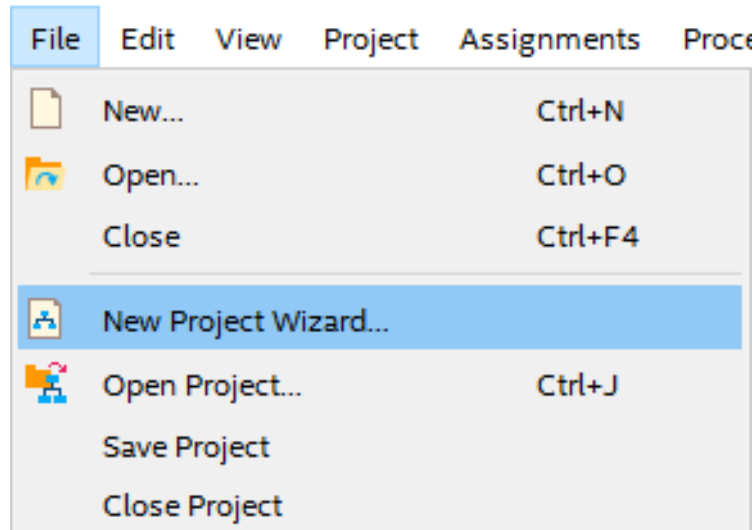 File Edit View Project Assignments
New... Ctrl+N
Open... Ctrl+O
Close Ctrl+F4
New Project Wizard...
Open Project... Ctrl+J
Save Project
Close Project